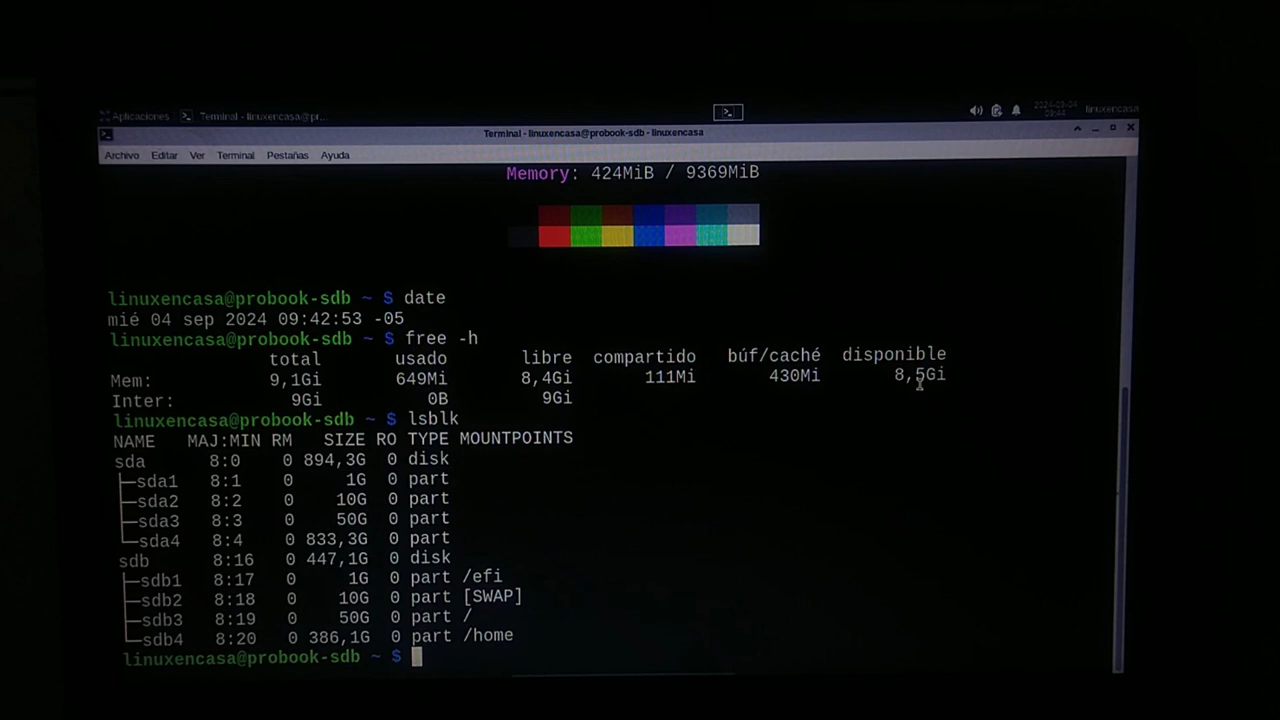 Aplicaciones Terminal - linuxencasa@pr... 2024-09-04 linuxencasa
09:44
Terminal - linuxencasa@probook-sdb - linuxencasa
Archivo Editar Ver Terminal Pestañas Ayuda
Memory: 424MiB / 9369MiB
linuxencasa@probook-sdb ~ $ date
mié 04 sep 2024 09:42:53 -05
linuxencasa@probook-sdb ~ $ free -h
total usado libre compartido búf/caché disponible
Mem: 9,1Gi 649Mi 8,4Gi 111Mi 430Mi 8,5Gi
Inter: 9Gi 0B 9Gi
linuxencasa@probook-sdb ~ $ lsblk
NAME MAJ:MIN RM SIZE RO TYPE MOUNTPOINTS
sda 8:0 0 894,3G 0 disk
├─sda1 8:1 0 1G 0 part
├─sda2 8:2 0 10G 0 part
├─sda3 8:3 0 50G 0 part
└─sda4 8:4 0 833,3G 0 part
sdb 8:16 0 447,1G 0 disk
├─sdb1 8:17 0 1G 0 part /efi
├─sdb2 8:18 0 10G 0 part [SWAP]
├─sdb3 8:19 0 50G 0 part /
└─sdb4 8:20 0 386,1G 0 part /home
linuxencasa@probook-sdb ~ $